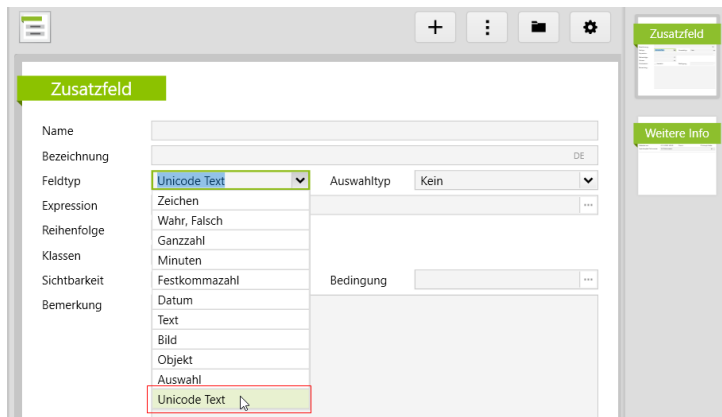 Zusatzfeld
Name
Bezeichnung DE
Feldtyp Unicode Text Auswahltyp Kein
Expression ...
Reihenfolge
Klassen
Sichtbarkeit Bedingung ...
Bemerkung
Zeichen
Wahr, Falsch
Ganzzahl
Minuten
Festkommazahl
Datum
Text
Bild
Objekt
Auswahl
Unicode Text
Zusatzfeld
Weitere Info